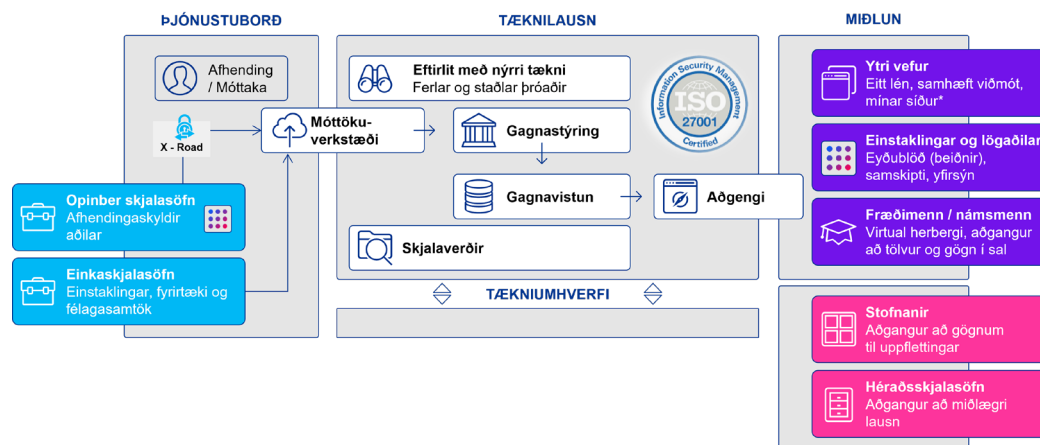 ÞJÓNUSTUBORÐ
Afhending
/ Móttaka
X - Road
Móttöku-
verkstæði
Opinber skjalasöfn
Afhendingaskyldir
aðilar
Einkaskjalasöfn
Einstaklingar, fyrirtæki og
félagasamtök
TÆKNILAUSN
Eftirlit með nýrri tækni
Ferlar og staðlar þróaðir
Information Security Management
ISO
27001
Certified
Gagnastýring
Gagnavistun
Aðgengi
Skjalaverðir
TÆKNIUMHVERFI
MIÐLUN
Ytri vefur
Eitt lén, samhæft viðmót,
mínar síður*
Einstaklingar og lögaðilar
Eyðublöð (beiðnir),
samskipti, yfirsýn
Fræðimenn / námsmenn
Virtual herbergi, aðgangur
að tölvur og gögn í sal
Stofnanir
Aðgangur að gögnum
til uppflettingar
Héraðsskjalasöfn
Aðgangur að miðlægri
lausn